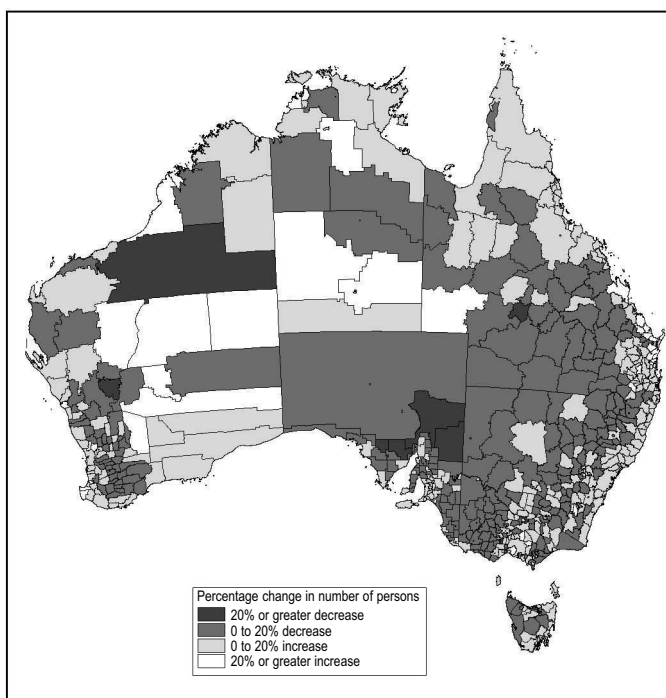 Percentage change in number of persons
20% or greater decrease
0 to 20% decrease
0 to 20% increase
20% or greater increase